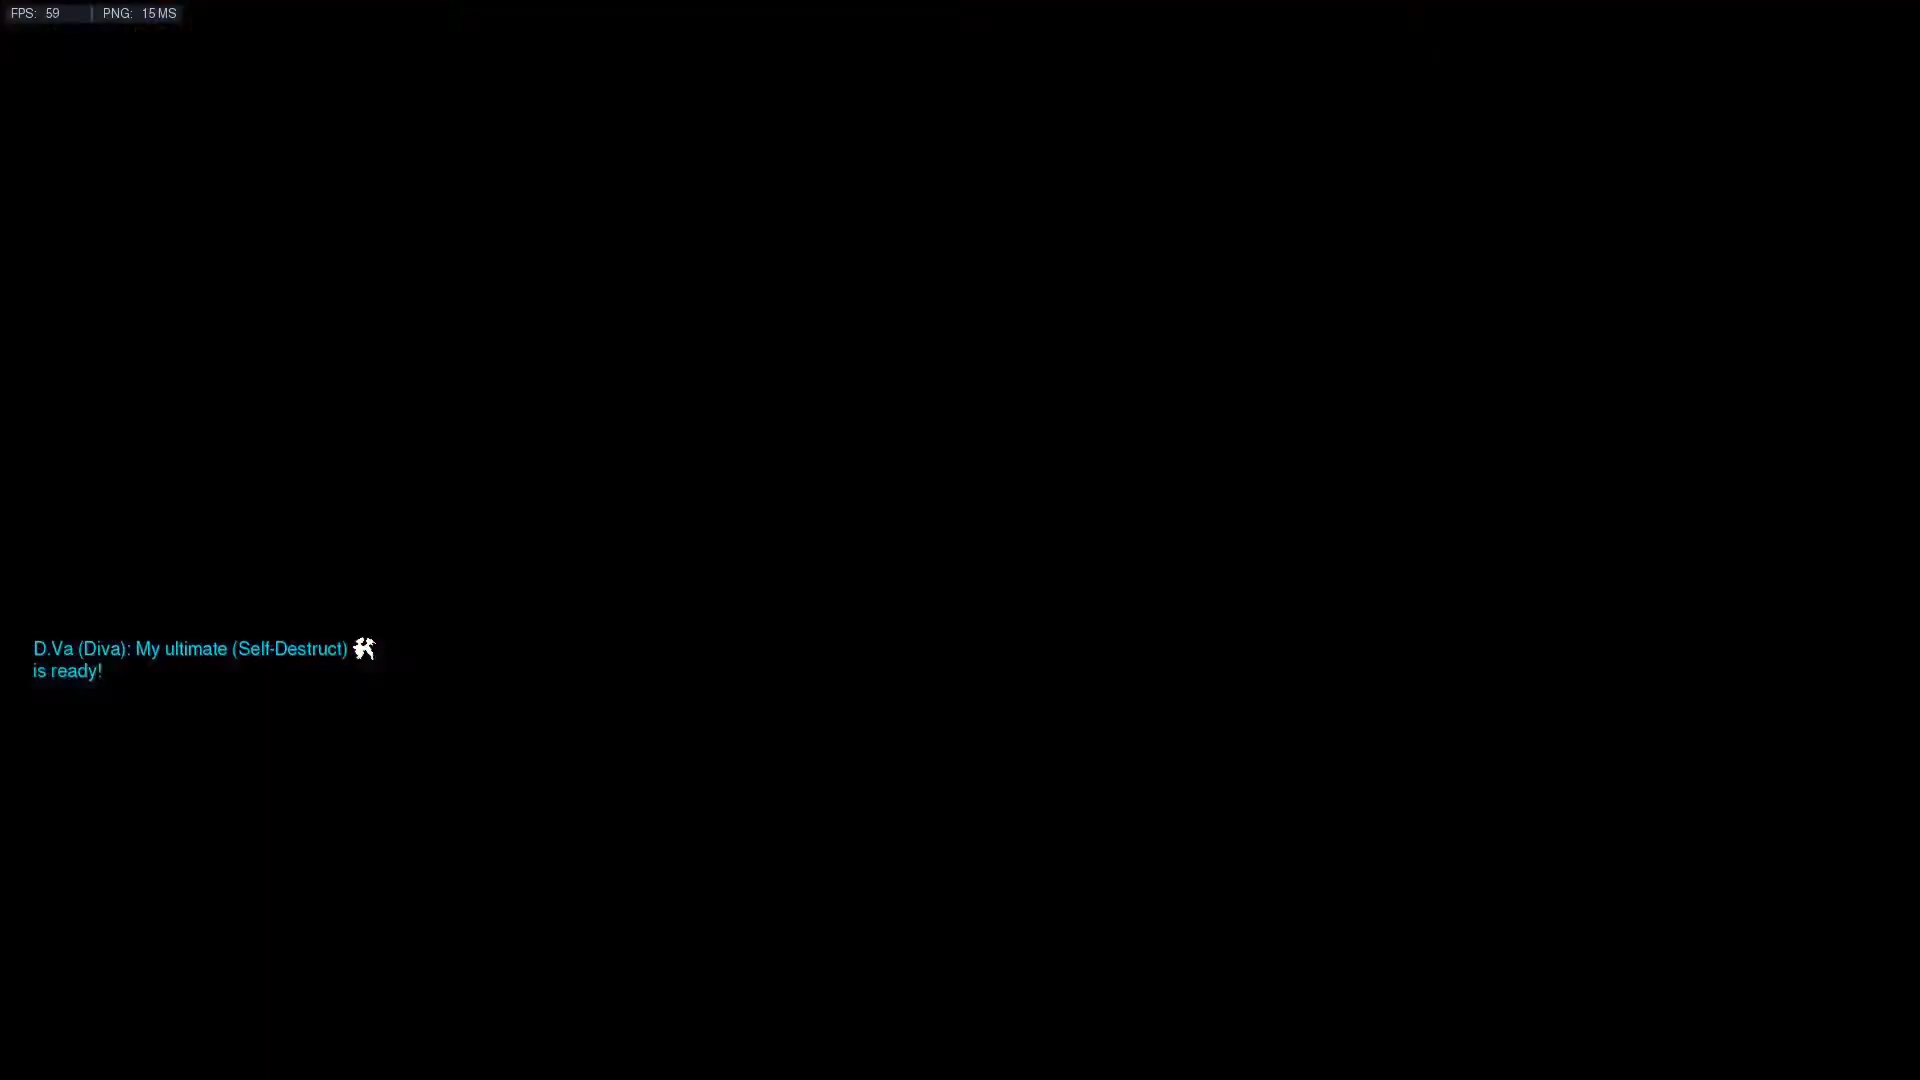 FPS: 59 | PNG: 15 MS
D.Va (Diva): My ultimate (Self-Destruct)
is ready!